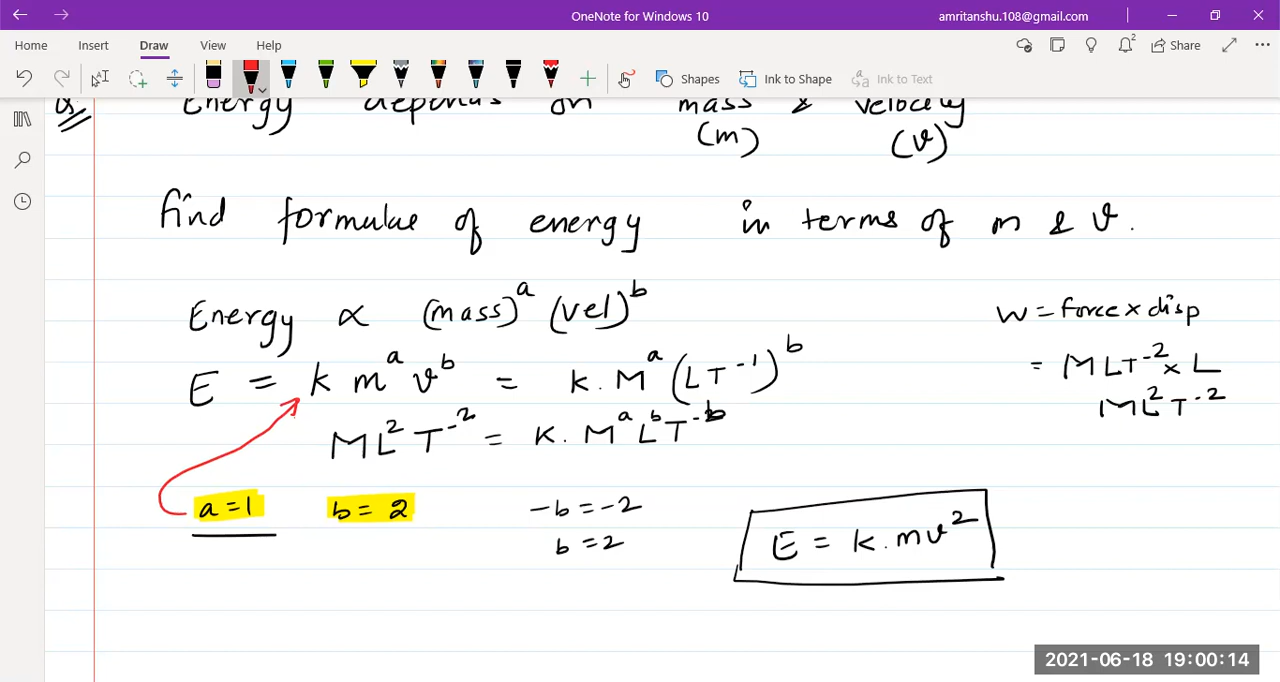 OneNote for Windows 10
amritanshu.108@gmail.com
Home Insert Draw View Help
Share
Shapes Ink to Shape Ink to Text
Q. Energy depends on mass & velocity
(m) (v)
find formulae of energy in terms of m & v.
Energy ∝ (mass)^a (vel)^b
W = force × disp
E = k m^a v^b = k. M^a (LT^-1)^b
= MLT^-2 × L
ML^2T^-2
ML^2 T^-2 = k. M^a L^b T^-b
a = 1 b = 2 -b = -2
b = 2
E = k.mv^2
2021-06-18 19:00:14